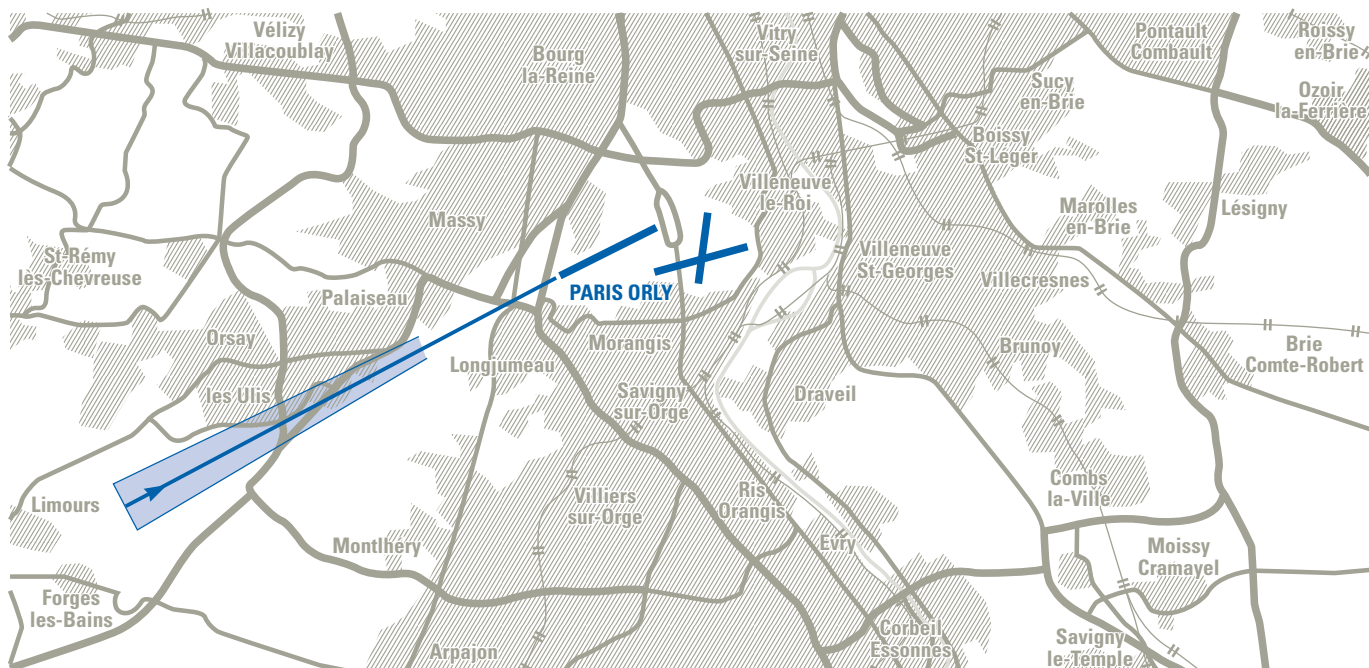 Vélizy
Villacoublay
Bourg
la-Reine
Vitry
sur-Seine
Pontault
Combault
Roissy
en-Brie
Sucy
en-Brie
Ozoir
la-Ferrière
Boissy
St-Leger
Villeneuve
le-Roi
Massy
Marolles
en-Brie
Lésigny
St-Rémy
lès-Chevreuse
Villeneuve
St-Georges
Villecresnes
Palaiseau
PARIS ORLY
Orsay
Morangis
Longjumeau
Brunoy
Brie
Comte-Robert
les Ulis
Savigny
sur-Orge
Draveil
Limours
Villiers
sur-Orge
Ris
Orangis
Combs
la-Ville
Montlhéry
Evry
Moissy
Cramayel
Forges
les-Bains
Corbeil
Essonnes
Arpajon
Savigny
le-Temple